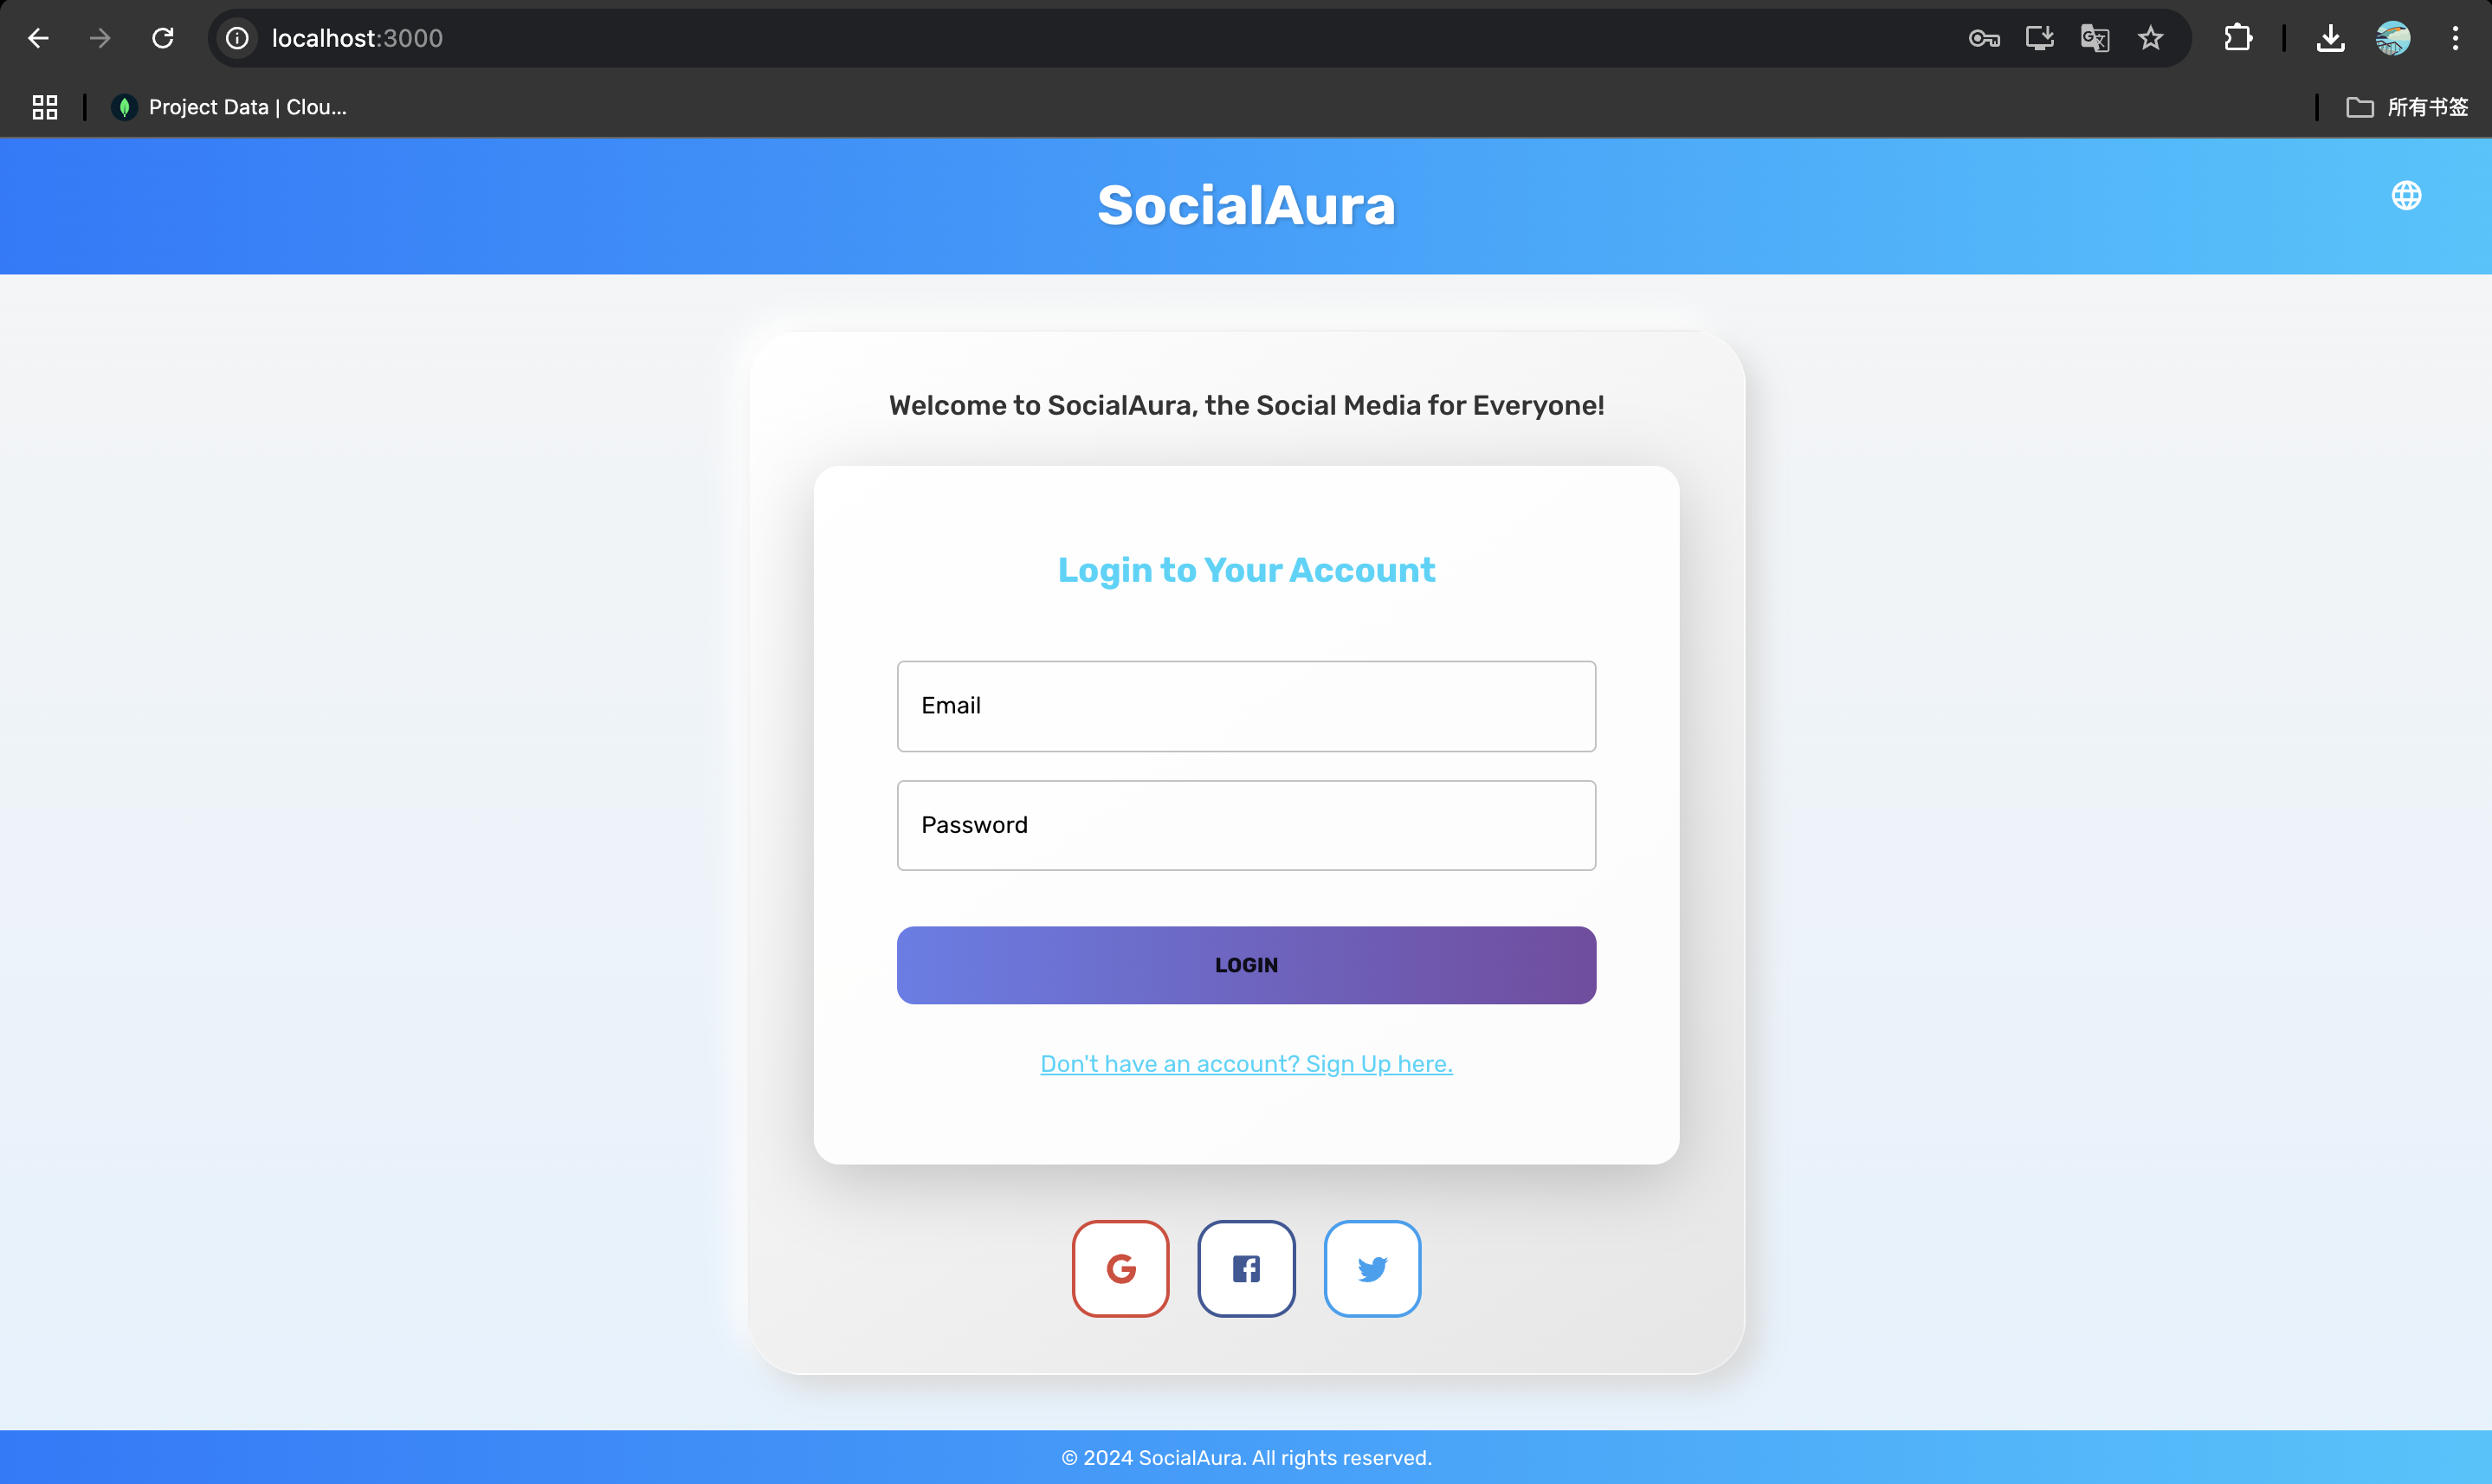 localhost:3000
Project Data | Clou...
所有书签
SocialAura
Welcome to SocialAura, the Social Media for Everyone!
Login to Your Account
Email
Password
LOGIN
Don't have an account? Sign Up here.
© 2024 SocialAura. All rights reserved.